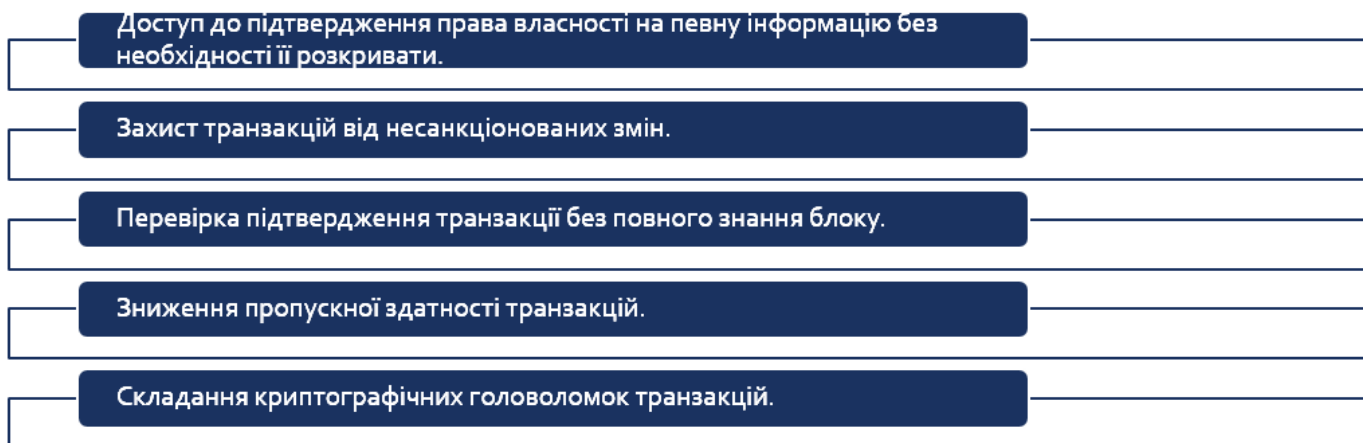 Доступ до підтвердження права власності на певну інформацію без
необхідності її розкривати.
Захист транзакцій від несанкціонованих змін.
Перевірка підтвердження транзакції без повного знання блоку.
Зниження пропускної здатності транзакцій.
Складання криптографічних головоломок транзакцій.